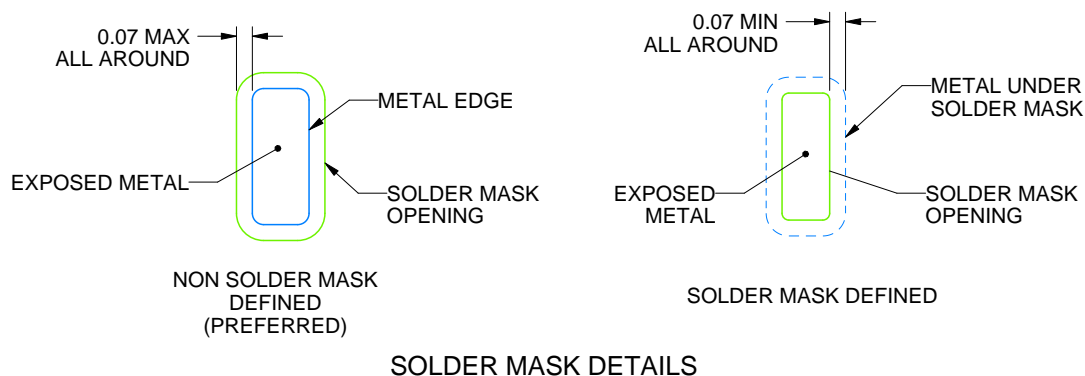 0.07 MAX
ALL AROUND
METAL EDGE
EXPOSED METAL
SOLDER MASK
OPENING
NON SOLDER MASK
DEFINED
(PREFERRED)
0.07 MIN
ALL AROUND
METAL UNDER
SOLDER MASK
EXPOSED
METAL
SOLDER MASK
OPENING
SOLDER MASK DEFINED
SOLDER MASK DETAILS